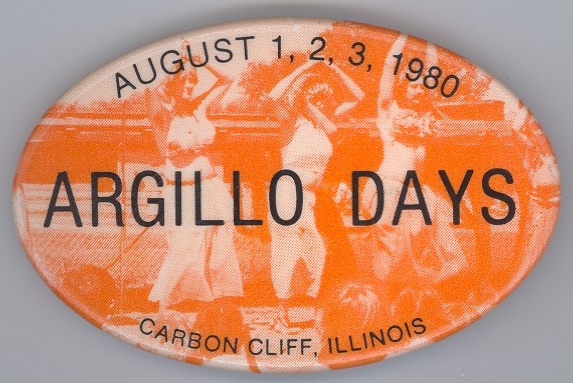 AUGUST 1, 2, 3, 1980
ARGILLO DAYS
CARBON CLIFF, ILLINOIS